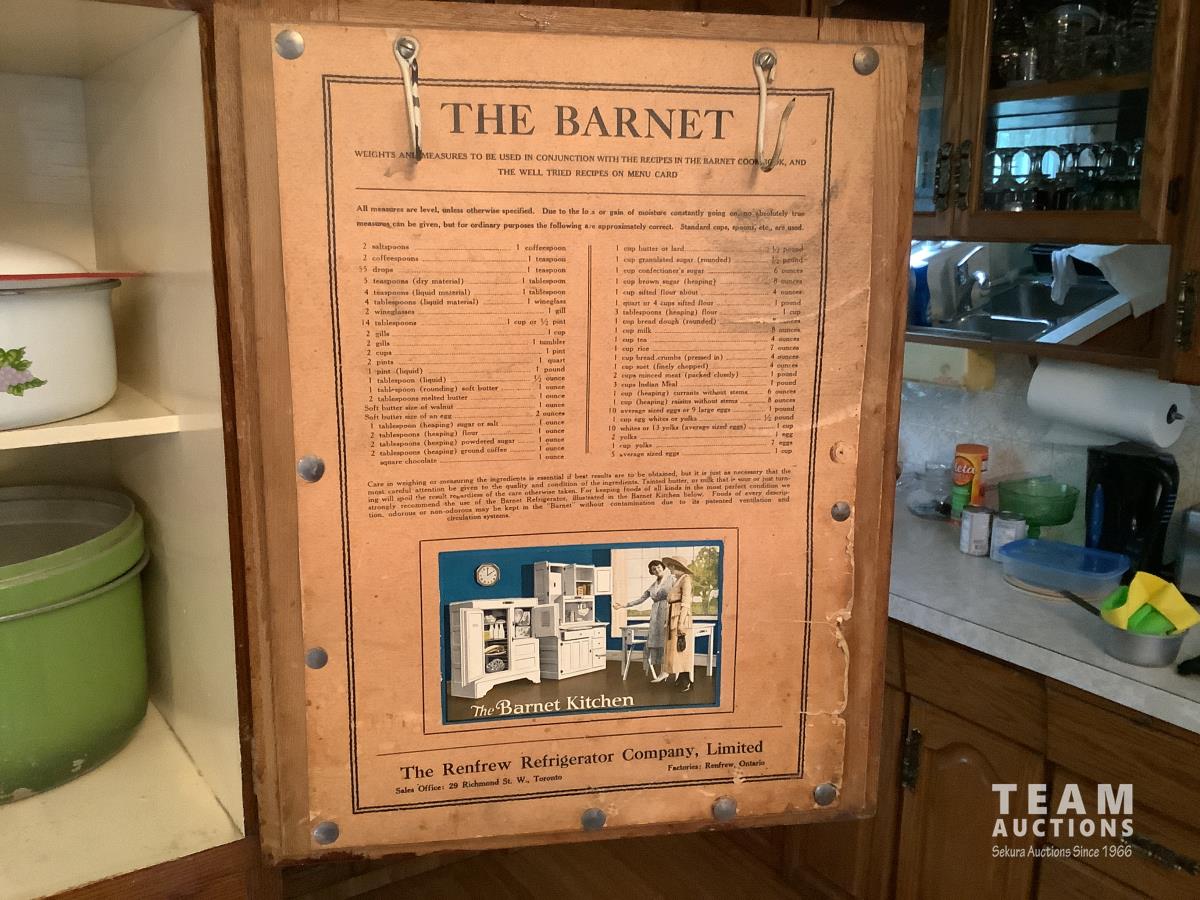 THE BARNET
WEIGHTS AND MEASURES TO BE USED IN CONJUNCTION WITH THE RECIPES IN THE BARNET COOK BOOK, AND
THE WELL TRIED RECIPES ON MENU CARD
All measures are level, unless otherwise specified. Due to the loss or gain of moisture constantly going on, no absolutely true
measures can be given, but for ordinary purposes the following are approximately correct. Standard cups, spoons, etc., are used.
2 saltspoons 1 coffeespoon
2 coffeespoons 1 teaspoon
55 drops 1 teaspoon
3 teaspoons (dry material) 1 tablespoon
4 teaspoons (liquid material) 1 tablespoon
4 tablespoons (liquid material) 1 wineglass
2 wineglasses 1 gill
14 tablespoons 1 cup or ½ pint
2 gills 1 cup
2 gills 1 tumbler
2 cups 1 pint
2 pints 1 quart
1 pint (liquid) 1 pound
1 tablespoon (liquid) ½ ounce
1 tablespoon (rounding) soft butter 1 ounce
2 tablespoons melted butter 1 ounce
Soft butter size of walnut 1 ounce
Soft butter size of an egg 2 ounces
1 tablespoon (heaping) sugar or salt 1 ounce
2 tablespoons (heaping) flour 1 ounce
2 tablespoons (heaping) powdered sugar 1 ounce
2 tablespoons (heaping) ground coffee 1 ounce
square chocolate 1 ounce
1 cup butter or lard ½ pound
1 cup granulated sugar (rounded) ½ pound
1 cup confectioner's sugar 6 ounces
1 cup brown sugar (heaping) 8 ounces
1 cup sifted flour about ounces
1 quart or 4 cups sifted flour 1 pound
3 tablespoons (heaping) flour 1 cup
1 cup bread dough (rounded) ounces
1 cup milk 8 ounces
1 cup tea 4 ounces
1 cup rice 7 ounces
1 cup bread crumbs (pressed in) 4 ounces
1 cup suet (finely chopped) 4 ounces
2 cups minced meat (packed closely) 1 pound
3 cups Indian Meal 1 pound
1 cup (heaping) currants without stems 6 ounces
1 cup (heaping) raisins without stems 8 ounces
10 average sized eggs or 9 large eggs 1 pound
1 cup egg whites or yolks ½ pound
10 whites or 13 yolks (average sized eggs) 1 cup
2 yolks 1 egg
1 cup yolks 7 eggs
5 average sized eggs 1 cup
Care in weighing or measuring the ingredients is essential if best results are to be obtained, but it is just as necessary that the
most careful attention be given to the quality and condition of the ingredients. Tainted butter, or milk that is sour or just turn-
ing will spoil the result regardless of the care otherwise taken. For keeping foods of all kinds in the most perfect condition we
strongly recommend the use of the Barnet Refrigerator, illustrated in the Barnet Kitchen below. Foods of every descrip-
tion, odorous or non-odorous may be kept in the "Barnet" without contamination due to its patented ventilation and
circulation systems.
The Barnet Kitchen
The Renfrew Refrigerator Company, Limited
Sales Office: 29 Richmond St. W., Toronto Factories: Renfrew, Ontario
TEAM
AUCTIONS
Sekura Auctions Since 1966